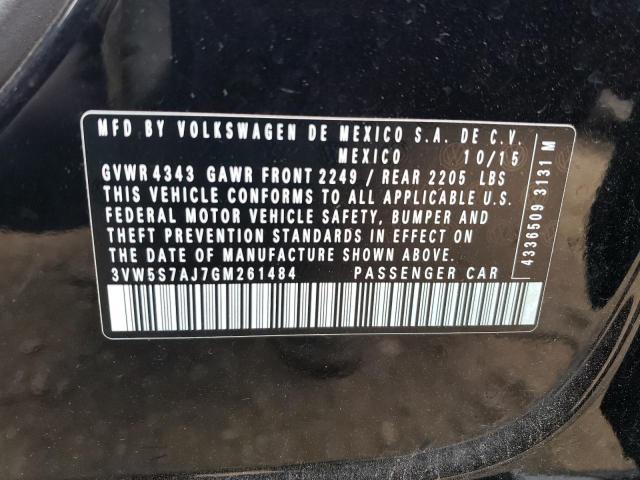 MFD BY VOLKSWAGEN DE MEXICO S.A. DE C.V.
MEXICO 10/15
GVWR 4343 GAWR FRONT 2249 / REAR 2205 LBS
THIS VEHICLE CONFORMS TO ALL APPLICABLE U.S.
FEDERAL MOTOR VEHICLE SAFETY, BUMPER AND
THEFT PREVENTION STANDARDS IN EFFECT ON
THE DATE OF MANUFACTURE SHOWN ABOVE.
3VW5S7AJ7GM261484 PASSENGER CAR
4336509 3131 M